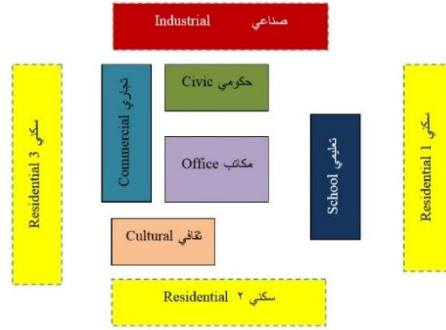 Industrial صناعي
Civic حكومي
تجاري
Commercial
سكني
Residential 3
سكني
Residential 1
تعليمي
School
Office مكاتب
Cultural ثقافي
Residential ٢ سكني